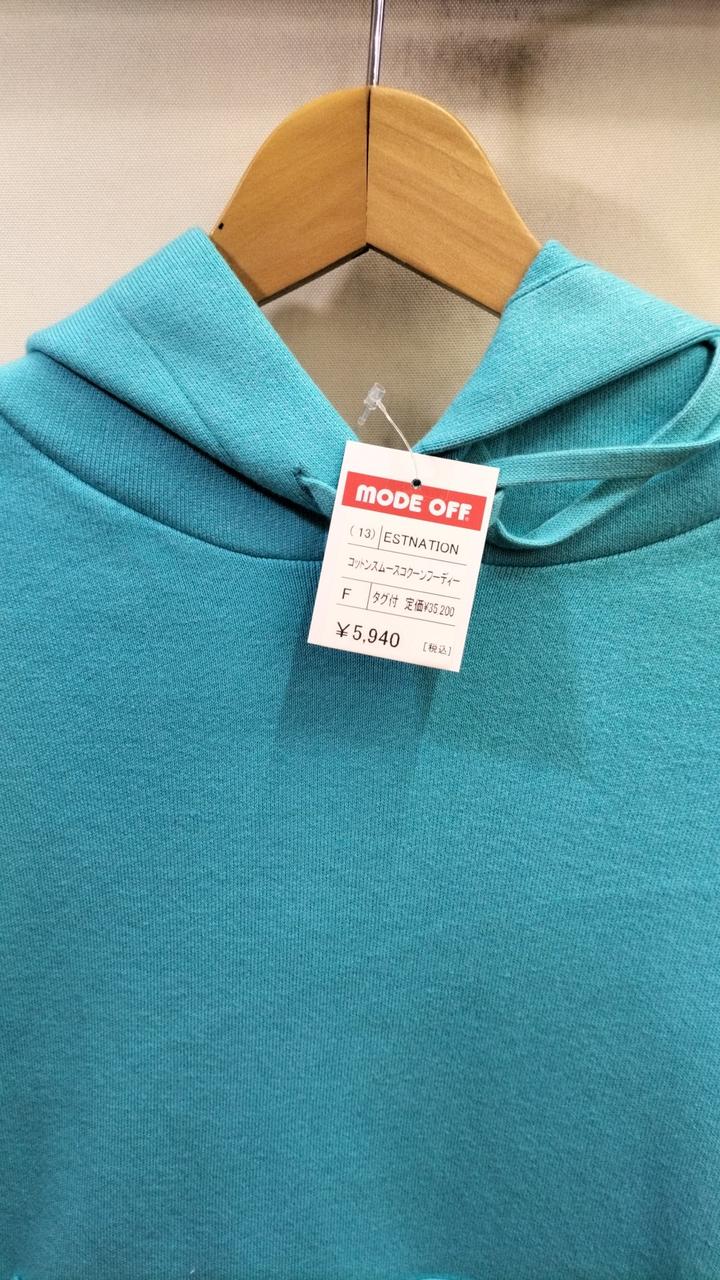 MODE OFF
(13) ESTNATION
コットンスムースコクーンフーディー
F タグ付 定価¥35,200
¥5,940 [税込]